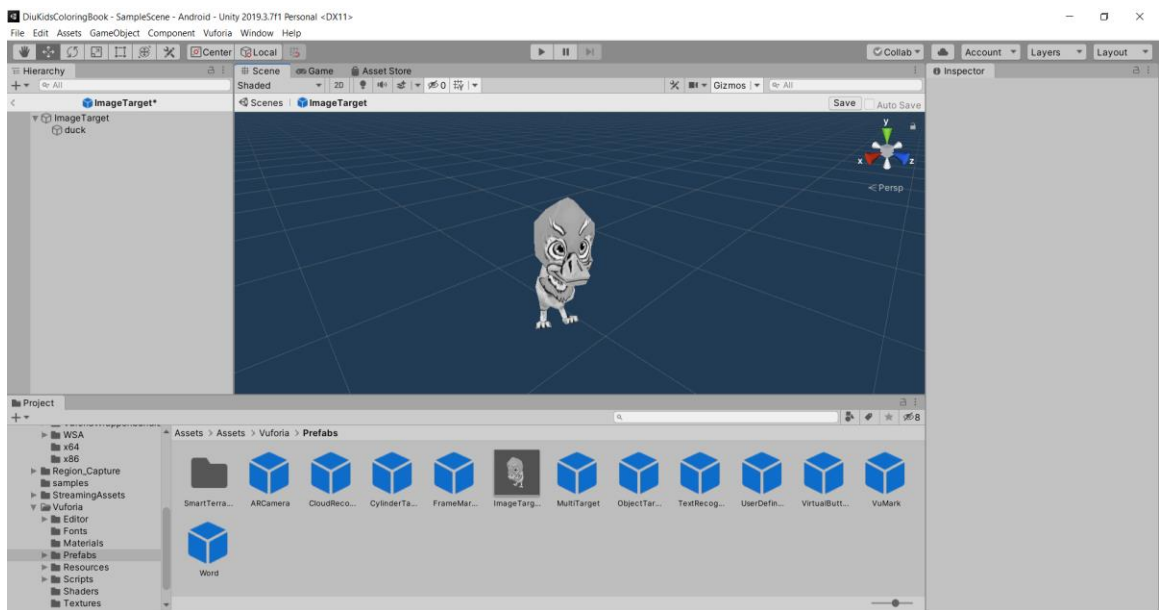 DiuKidsColoringBook - SampleScene - Android - Unity 2019.3.7f1 Personal <DX11>
File Edit Assets GameObject Component Vuforia Window Help
Center Local Collab Account Layers Layout
Hierarchy Scene Game Asset Store Inspector
All Shaded 2D 0 Gizmos All
ImageTarget* Scenes ImageTarget Save Auto Save
ImageTarget
duck
y
x z
Persp
Project
8
Assets > Assets > Vuforia > Prefabs
WSA
x64
x86
Region_Capture
samples
StreamingAssets
Vuforia
Editor
Fonts
Materials
Prefabs
Resources
Scripts
Shaders
Textures
SmartTerra... ARCamera CloudReco... CylinderTa... FrameMar... ImageTarg... MultiTarget ObjectTar... TextRecog... UserDefin... VirtualButt... VuMark
Word